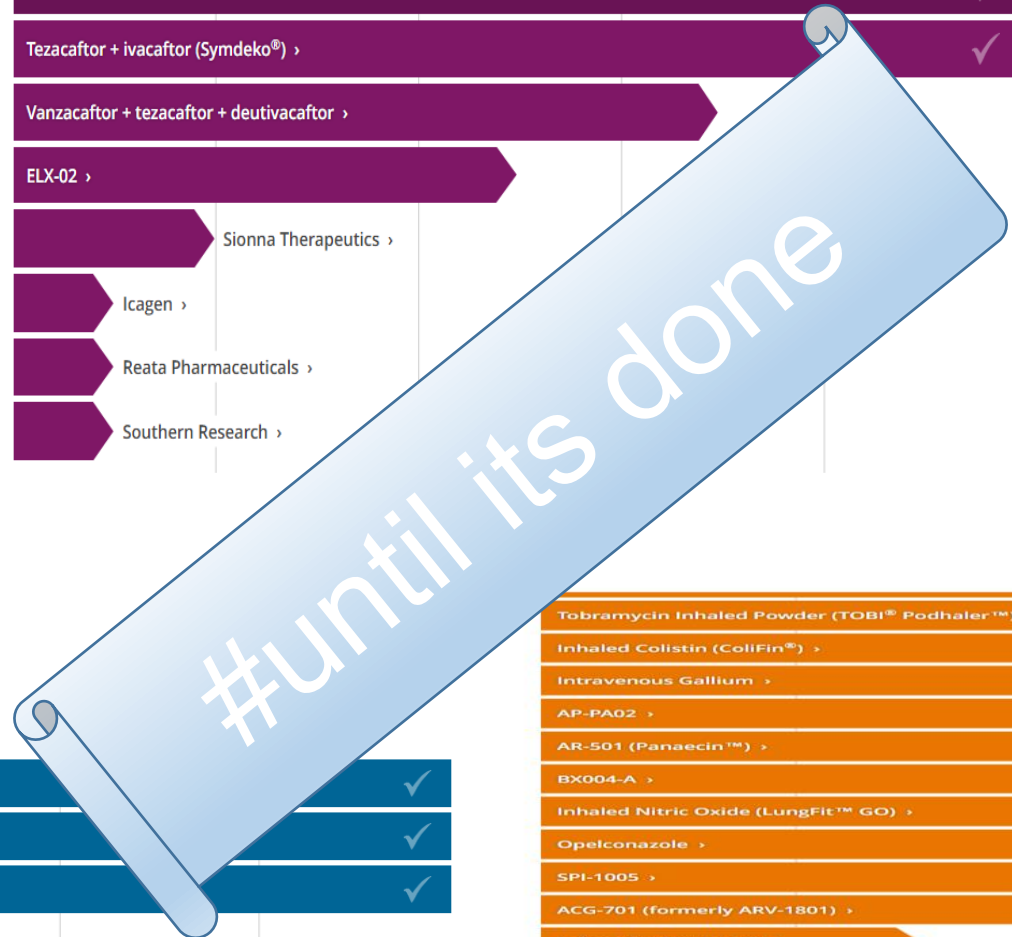 Tezacaftor + ivacaftor (Symdeko®) ›
Vanzacaftor + tezacaftor + deutivacaftor ›
ELX-02 ›
Sionna Therapeutics ›
Icagen ›
Reata Pharmaceuticals ›
Southern Research ›
#until its done
Tobramycin Inhaled Powder (TOBI® Podhaler™)
Inhaled Colistin (ColiFin®) ›
Intravenous Gallium ›
AP-PA02 ›
AR-501 (Panaecin™) ›
BX004-A ›
Inhaled Nitric Oxide (LungFit™ GO) ›
Opelconazole ›
SPI-1005 ›
ACG-701 (formerly ARV-1801) ›